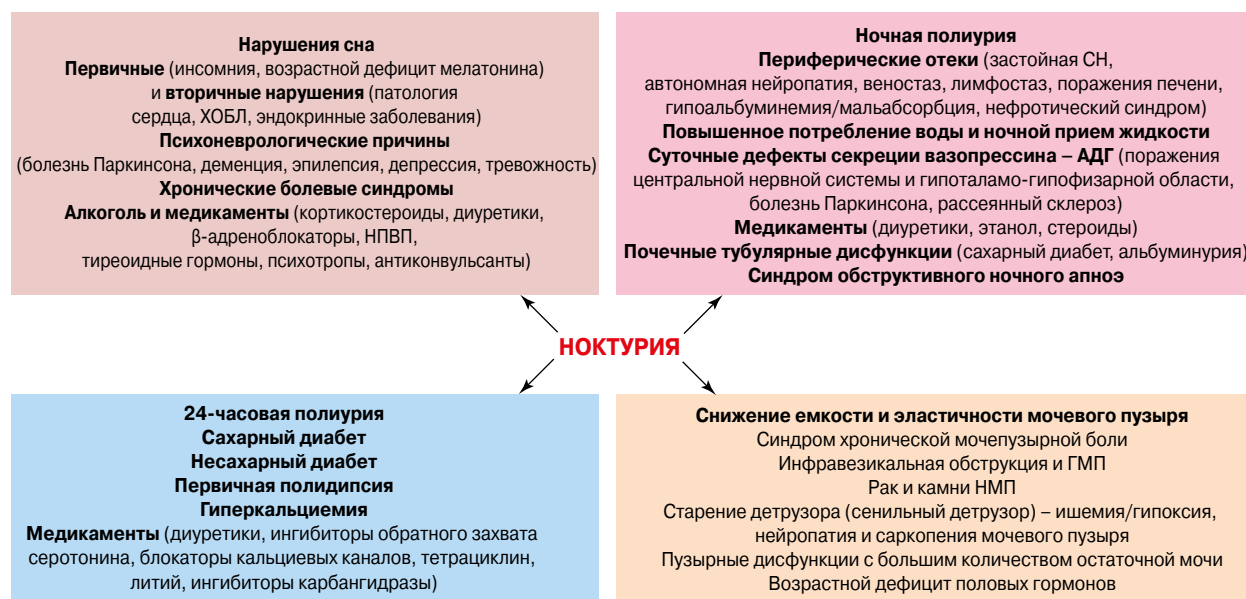 Нарушения сна
Первичные (инсомния, возрастной дефицит мелатонина)
и вторичные нарушения (патология
сердца, ХОБЛ, эндокринные заболевания)
Психоневрологические причины
(болезнь Паркинсона, деменция, эпилепсия, депрессия, тревожность)
Хронические болевые синдромы
Алкоголь и медикаменты (кортикостероиды, диуретики,
β-адреноблокаторы, НПВП,
тиреоидные гормоны, психотропы, антиконвульсанты)
Ночная полиурия
Периферические отеки (застойная СН,
автономная нейропатия, веностаз, лимфостаз, поражения печени,
гипоальбуминемия/мальабсорбция, нефротический синдром)
Повышенное потребление воды и ночной прием жидкости
Суточные дефекты секреции вазопрессина – АДГ (поражения
центральной нервной системы и гипоталамо-гипофизарной области,
болезнь Паркинсона, рассеянный склероз)
Медикаменты (диуретики, этанол, стероиды)
Почечные тубулярные дисфункции (сахарный диабет, альбуминурия)
Синдром обструктивного ночного апноэ
НОКТУРИЯ
24-часовая полиурия
Сахарный диабет
Несахарный диабет
Первичная полидипсия
Гиперкальциемия
Медикаменты (диуретики, ингибиторы обратного захвата
серотонина, блокаторы кальциевых каналов, тетрациклин,
литий, ингибиторы карбангидразы)
Снижение емкости и эластичности мочевого пузыря
Синдром хронической мочепузырной боли
Инфравезикальная обструкция и ГМП
Рак и камни НМП
Старение детрузора (сенильный детрузор) – ишемия/гипоксия,
нейропатия и саркопения мочевого пузыря
Пузырные дисфункции с большим количеством остаточной мочи
Возрастной дефицит половых гормонов